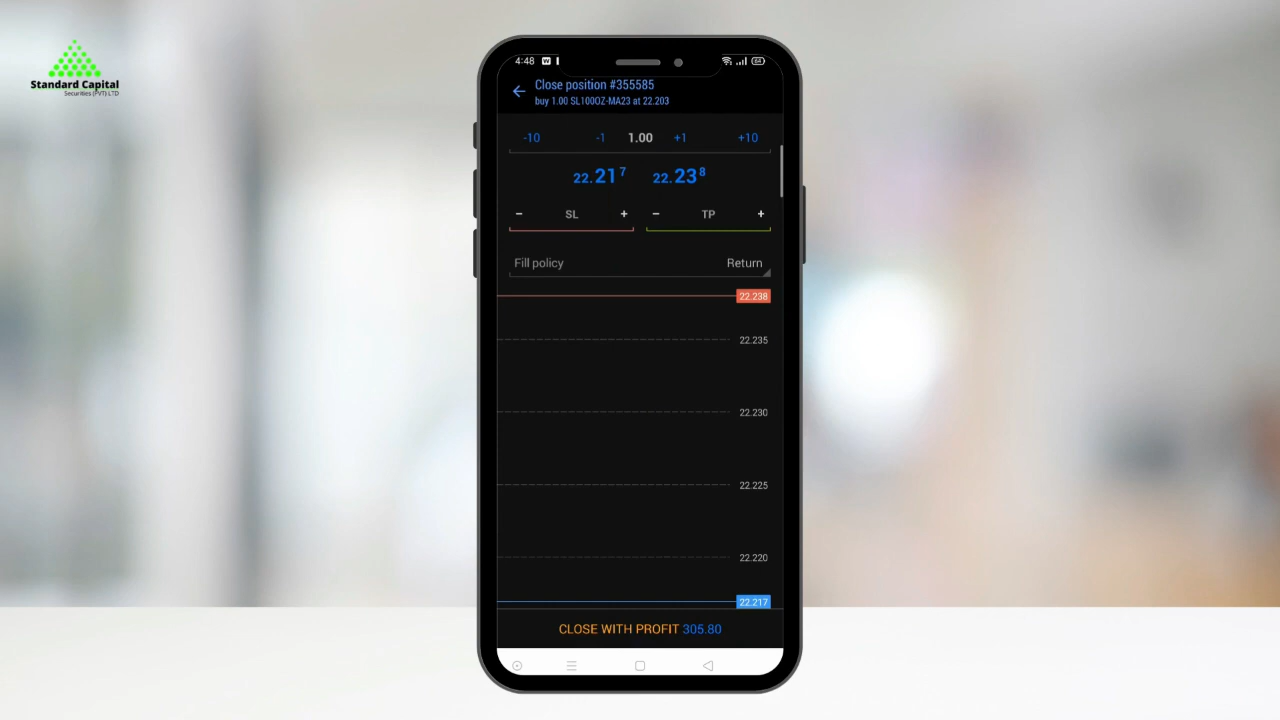 Standard Capital
Securities (PVT) LTD
4:48
64
Close position #355585
buy 1.00 SL100OZ-MA23 at 22.203
-10 -1 1.00 +1 +10
22.217 22.238
− SL + − TP +
Fill policy Return
22.238
22.235
22.230
22.225
22.220
22.217
CLOSE WITH PROFIT 305.80